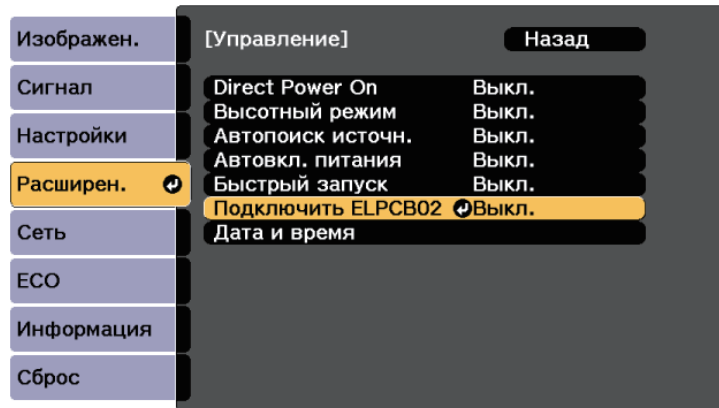 Изображен.
Сигнал
Настройки
Расширен.
Сеть
ECO
Информация
Сброс
[Управление] Назад
Direct Power On Выкл.
Высотный режим Выкл.
Автопоиск источн. Выкл.
Автовкл. питания Выкл.
Быстрый запуск Выкл.
Подключить ELPCB02 Выкл.
Дата и время